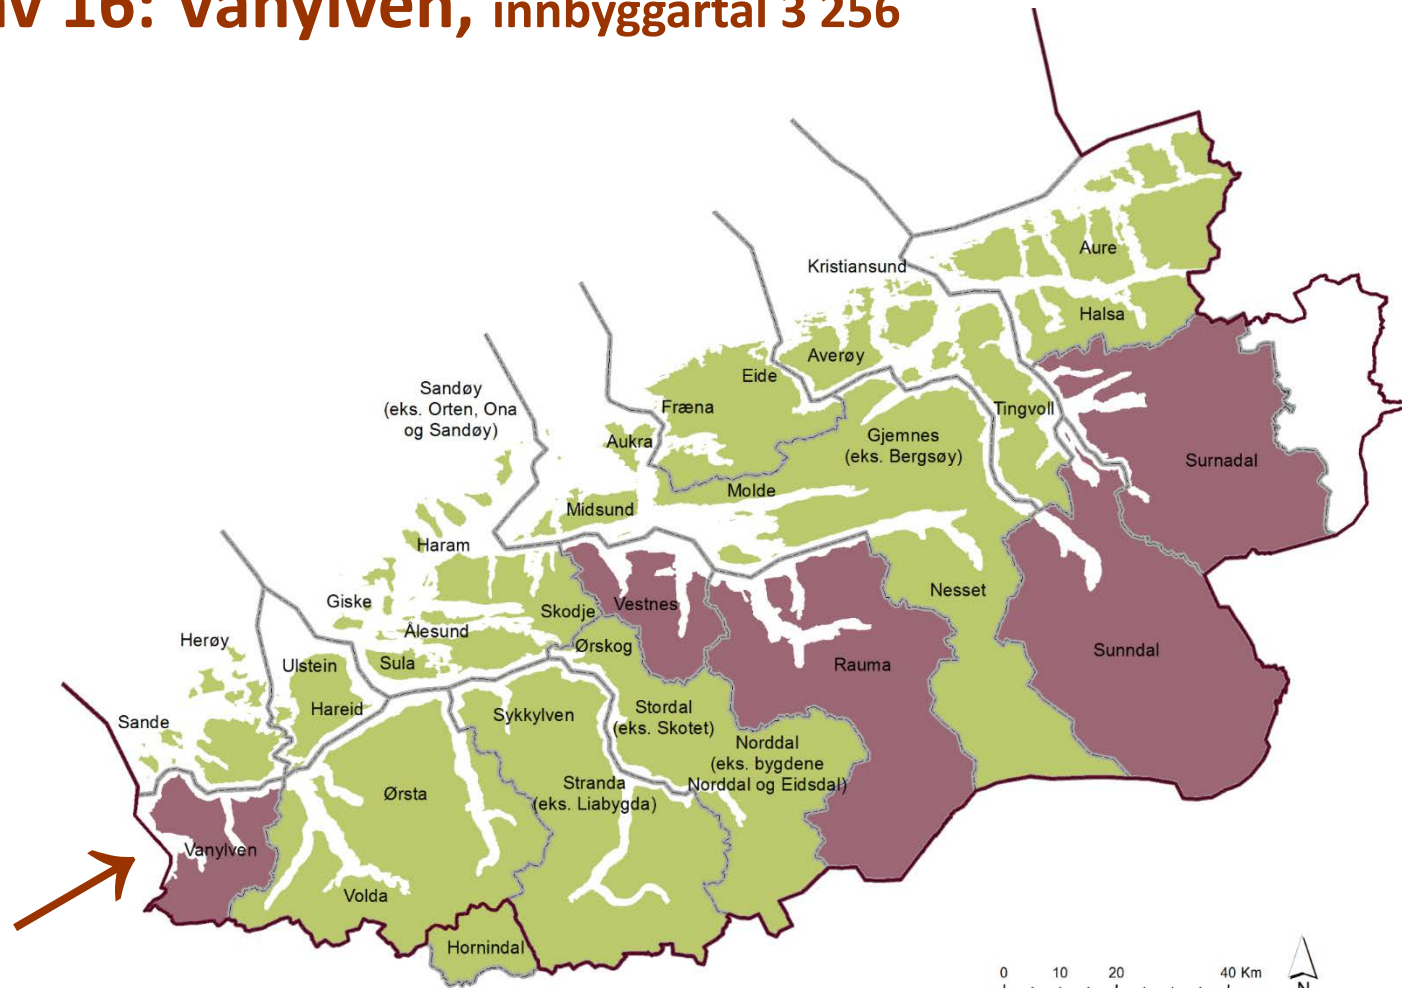 av 16: Vanylven, innbyggartal 3 256
Kristiansund
Aure
Halsa
Averøy
Eide
Sandøy
(eks. Orten, Ona
og Sandøy)
Fræna
Tingvoll
Aukra
Gjemnes
(eks. Bergsøy)
Surnadal
Molde
Midsund
Haram
Nesset
Giske
Skodje
Vestnes
Ålesund
Herøy
Ørskog
Sunndal
Ulstein
Sula
Rauma
Hareid
Sykkylven
Stordal
(eks. Skotet)
Sande
Norddal
(eks. bygdene
Norddal og Eidsdal)
Stranda
(eks. Liabygda)
Ørsta
Vanylven
Volda
Hornindal
0 10 20 40 Km
N